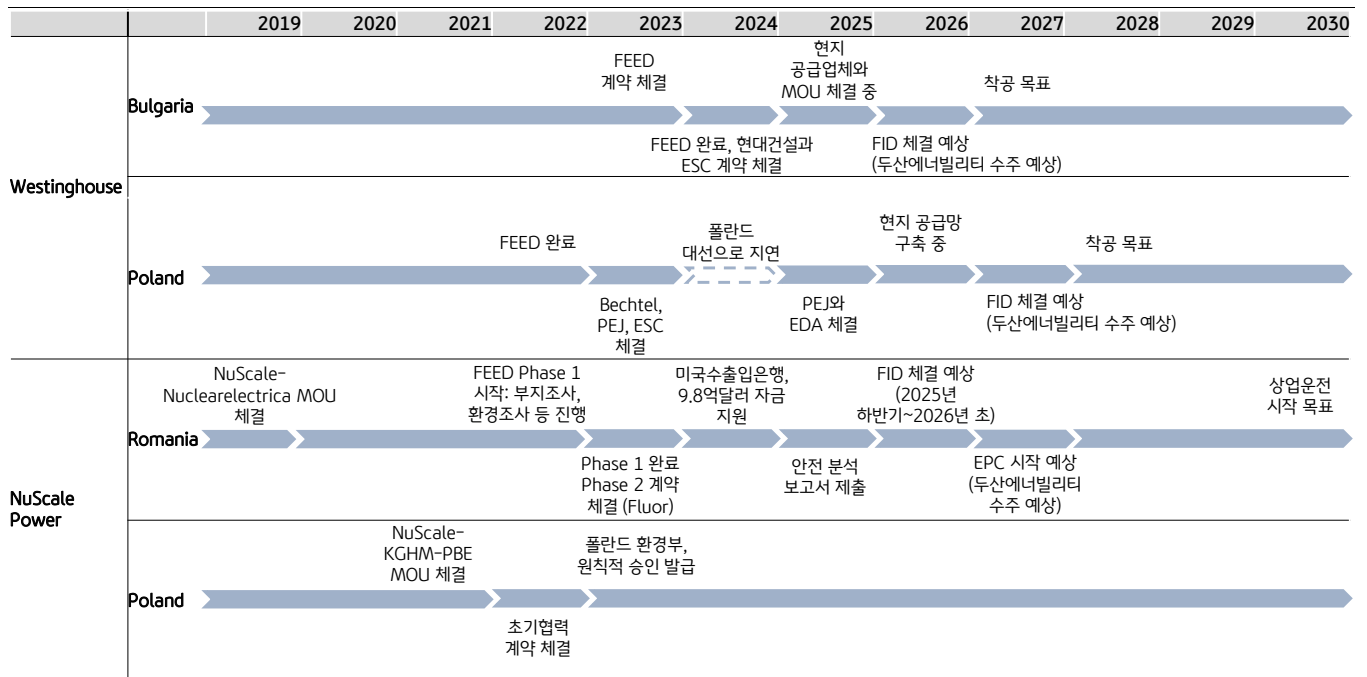 2019 2020 2021 2022 2023 2024 2025 2026 2027 2028 2029 2030
Westinghouse
Bulgaria
FEED
계약 체결
현지
공급업체와
MOU 체결 중
착공 목표
FEED 완료, 현대건설과
ESC 계약 체결
FID 체결 예상
(두산에너빌리티 수주 예상)
Poland
FEED 완료
폴란드
대선으로 지연
현지 공급망
구축 중
착공 목표
Bechtel,
PEJ, ESC
체결
PEJ와
EDA 체결
FID 체결 예상
(두산에너빌리티 수주 예상)
NuScale
Power
Romania
NuScale-
Nuclearelectrica MOU
체결
FEED Phase 1
시작: 부지조사,
환경조사 등 진행
미국수출입은행,
9.8억달러 자금
지원
FID 체결 예상
(2025년
하반기~2026년 초)
상업운전
시작 목표
Phase 1 완료
Phase 2 계약
체결 (Fluor)
안전 분석
보고서 제출
EPC 시작 예상
(두산에너빌리티
수주 예상)
Poland
NuScale-
KGHM-PBE
MOU 체결
폴란드 환경부,
원칙적 승인 발급
초기협력
계약 체결